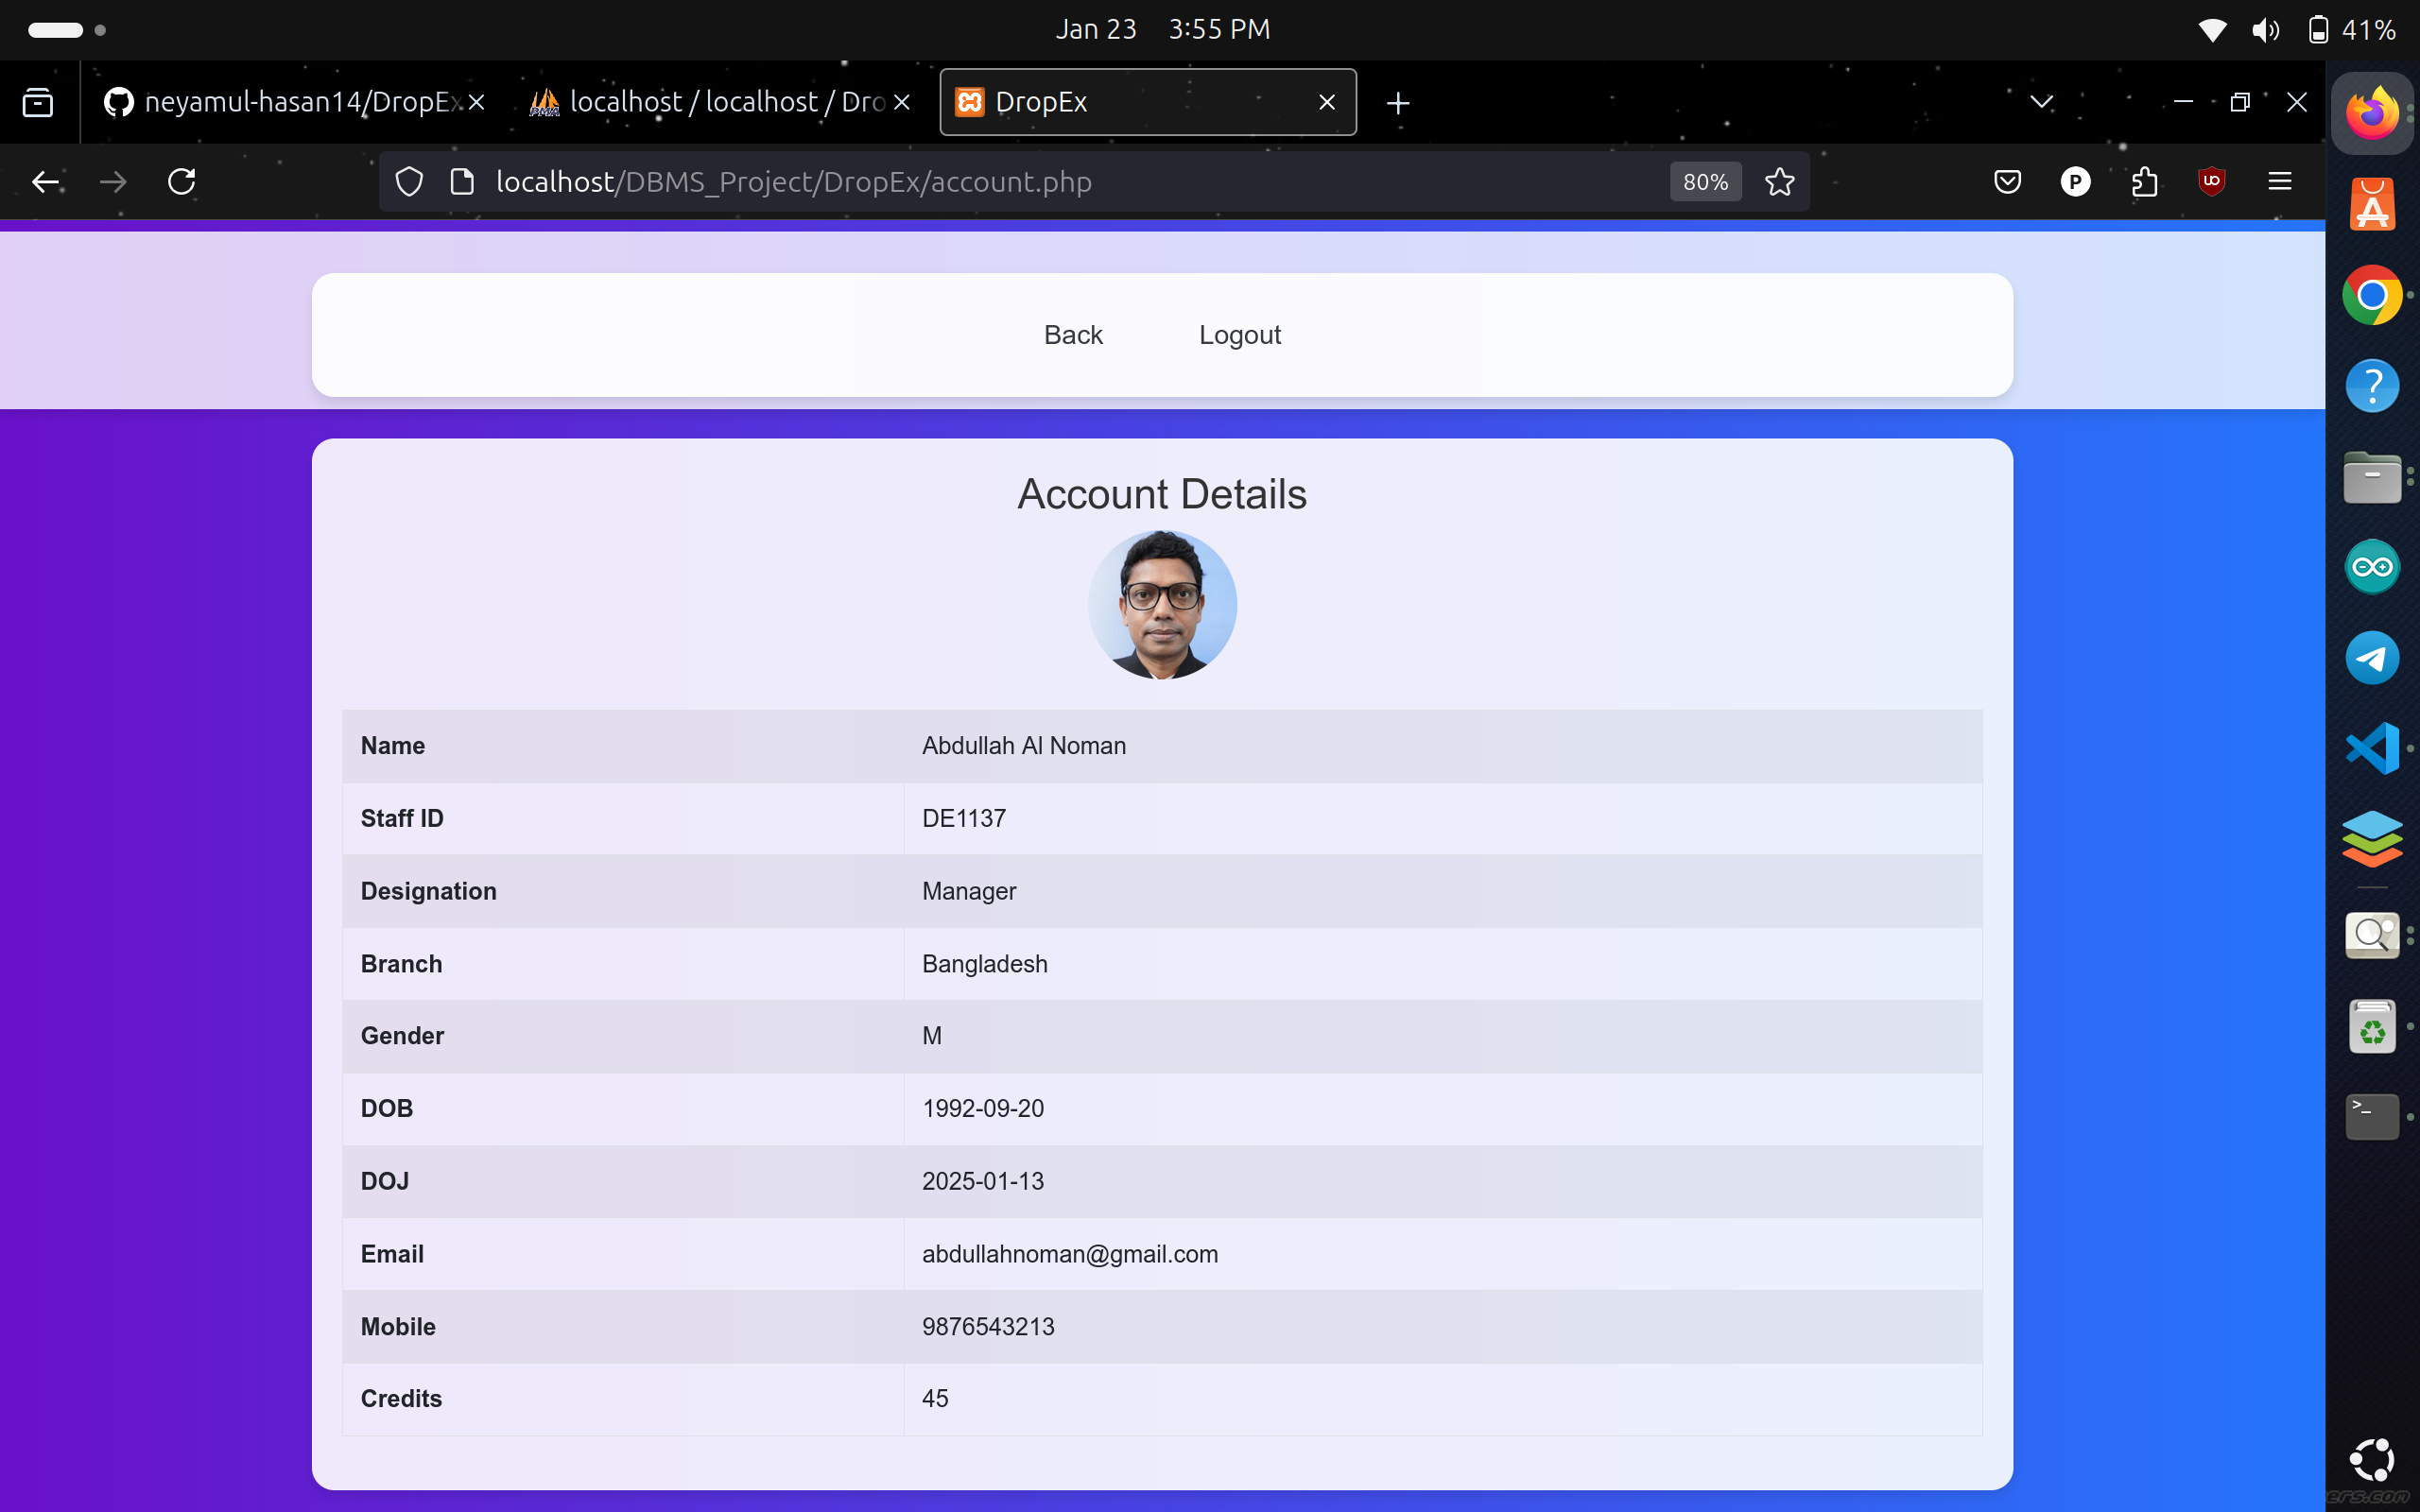 Jan 23 3:55 PM
41%
neyamul-hasan14/DropEx
localhost / localhost / Dro
DropEx
localhost/DBMS_Project/DropEx/account.php
80%
Back Logout
Account Details
Name Abdullah Al Noman
Staff ID DE1137
Designation Manager
Branch Bangladesh
Gender M
DOB 1992-09-20
DOJ 2025-01-13
Email abdullahnoman@gmail.com
Mobile 9876543213
Credits 45